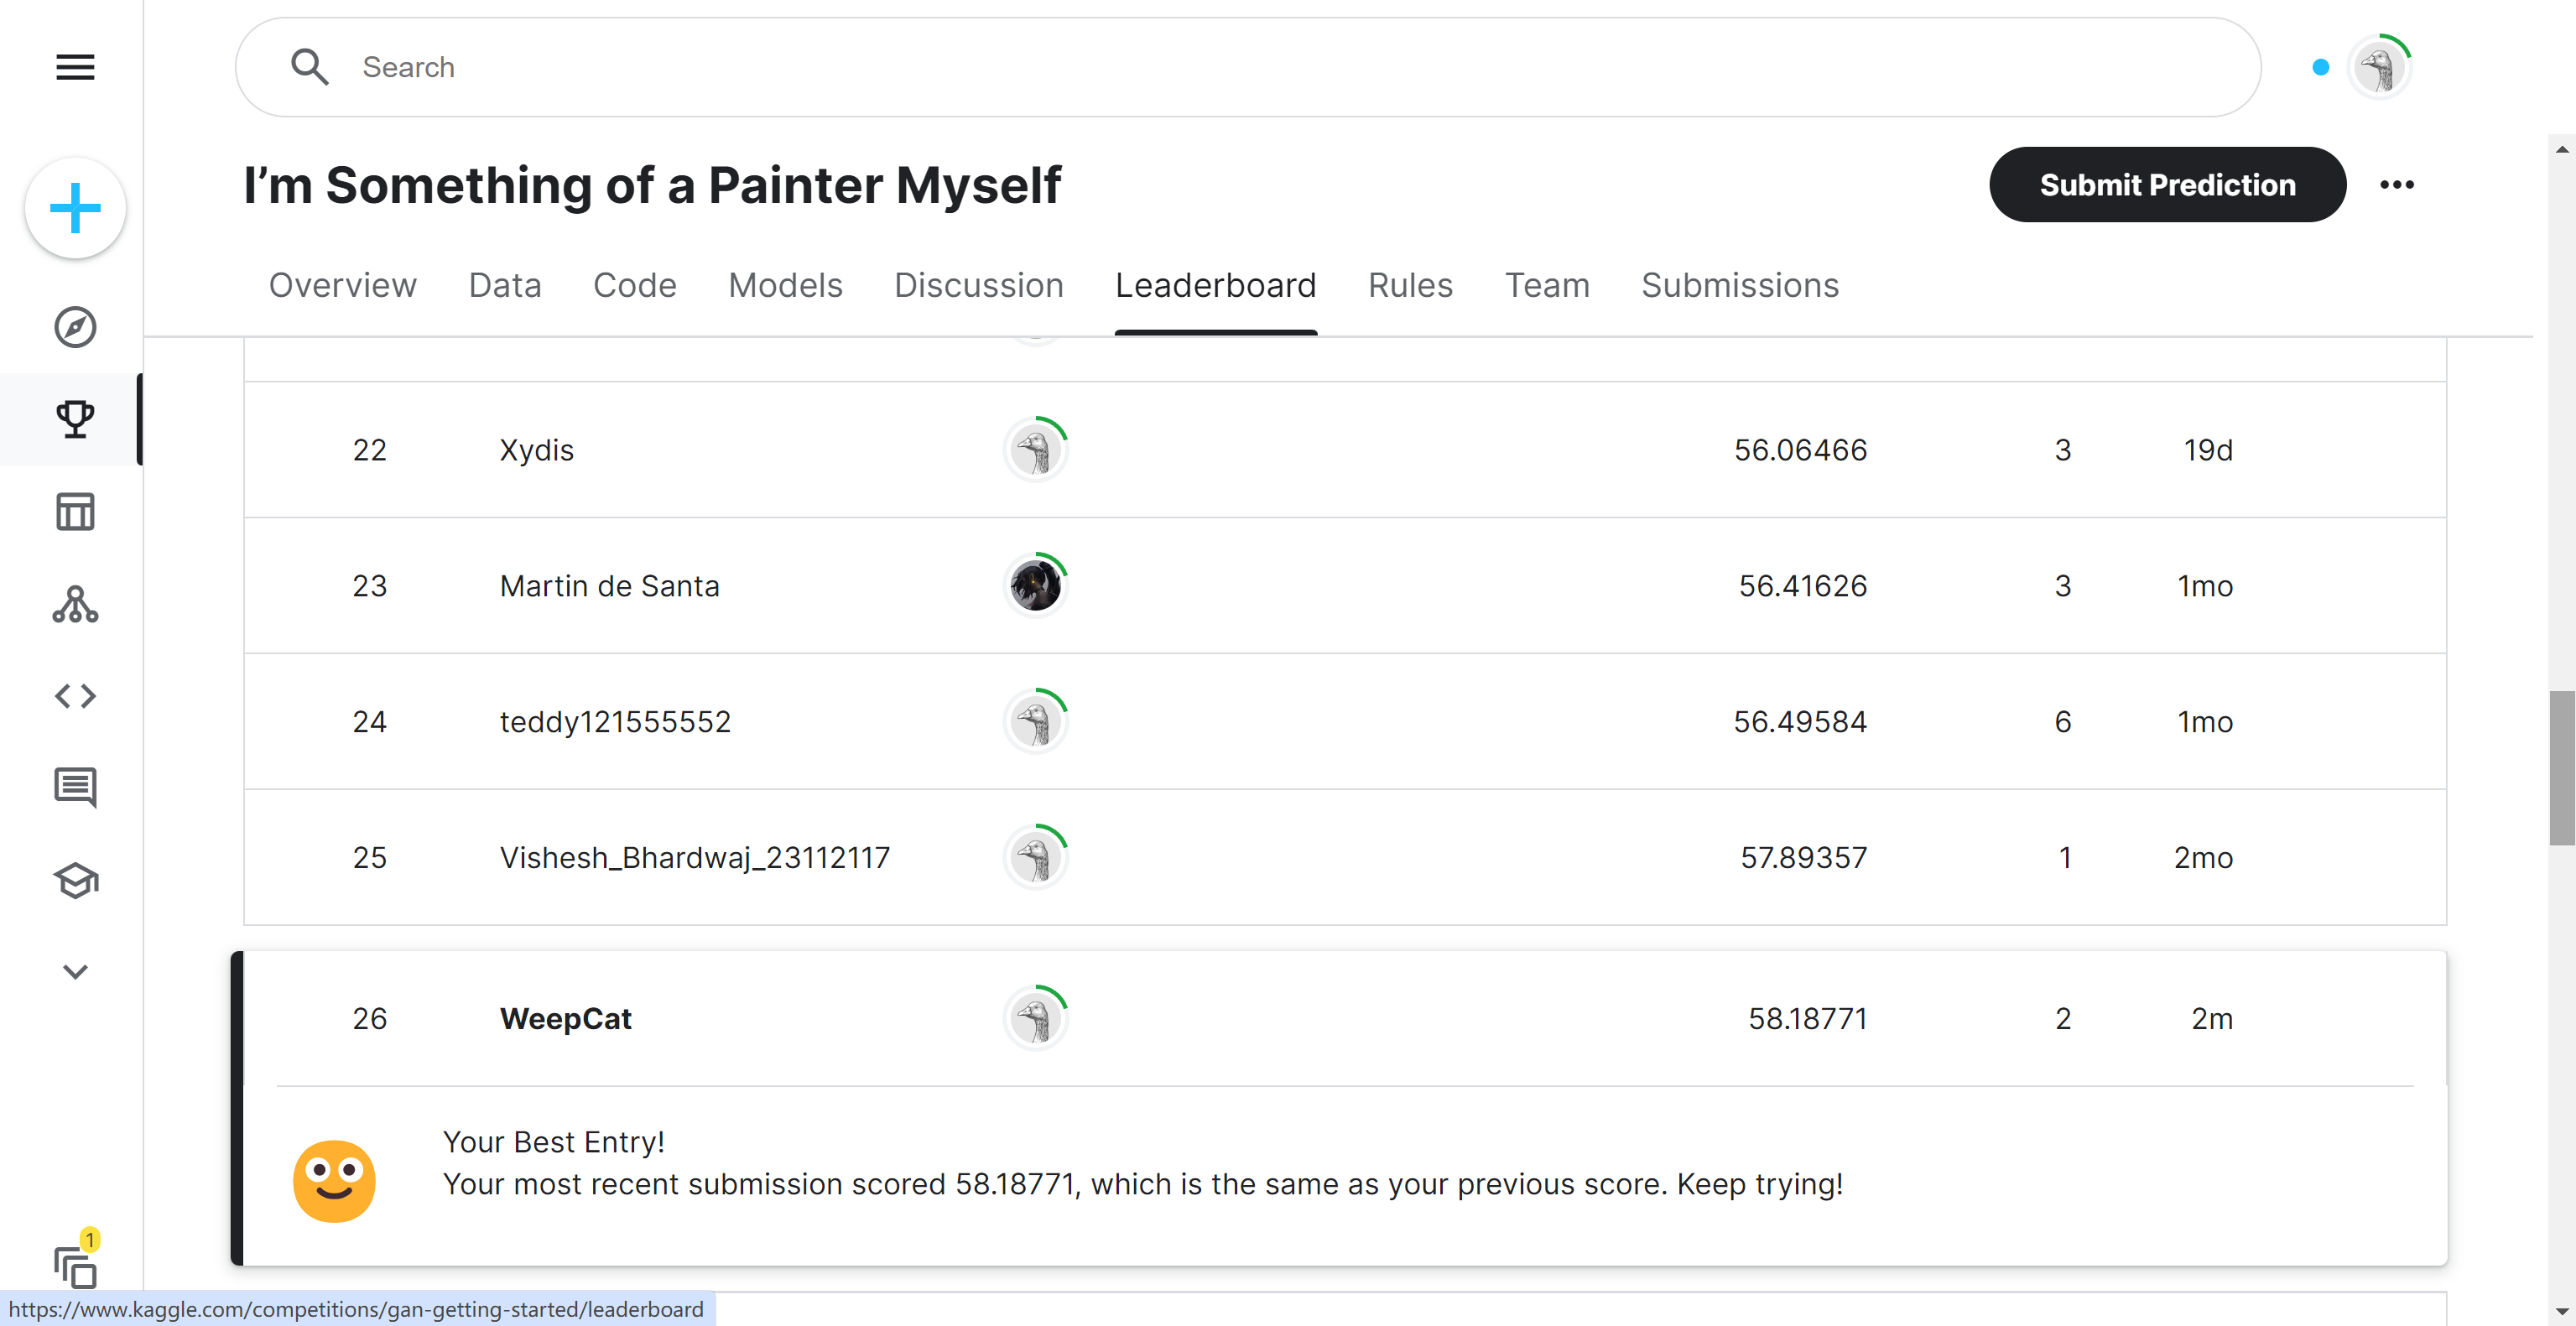 Search
I’m Something of a Painter Myself
Submit Prediction
Overview Data Code Models Discussion Leaderboard Rules Team Submissions
22 Xydis 56.06466 3 19d
23 Martin de Santa 56.41626 3 1mo
24 teddy121555552 56.49584 6 1mo
25 Vishesh_Bhardwaj_23112117 57.89357 1 2mo
26 WeepCat 58.18771 2 2m
Your Best Entry!
Your most recent submission scored 58.18771, which is the same as your previous score. Keep trying!
1
https://www.kaggle.com/competitions/gan-getting-started/leaderboard